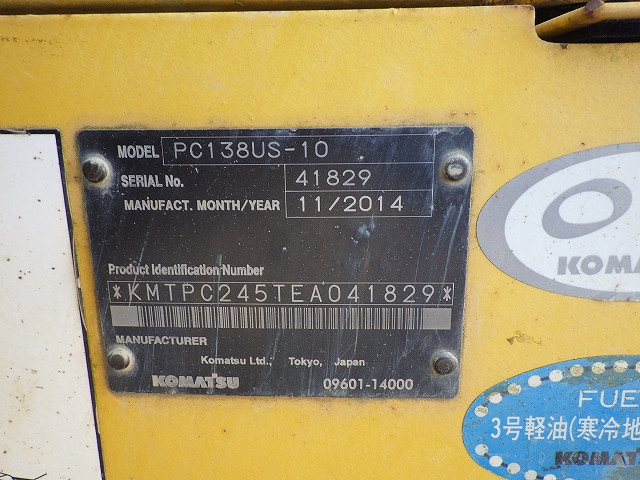 MODEL PC138US-10
SERIAL No. 41829
MANUFACT. MONTH/YEAR 11/2014
Product Identification Number
*KMTPC245TEA041829*
MANUFACTURER
Komatsu Ltd., Tokyo, Japan
KOMATSU 09601-14000
KOMA
FUE
3号軽油(寒冷地
KOMATS